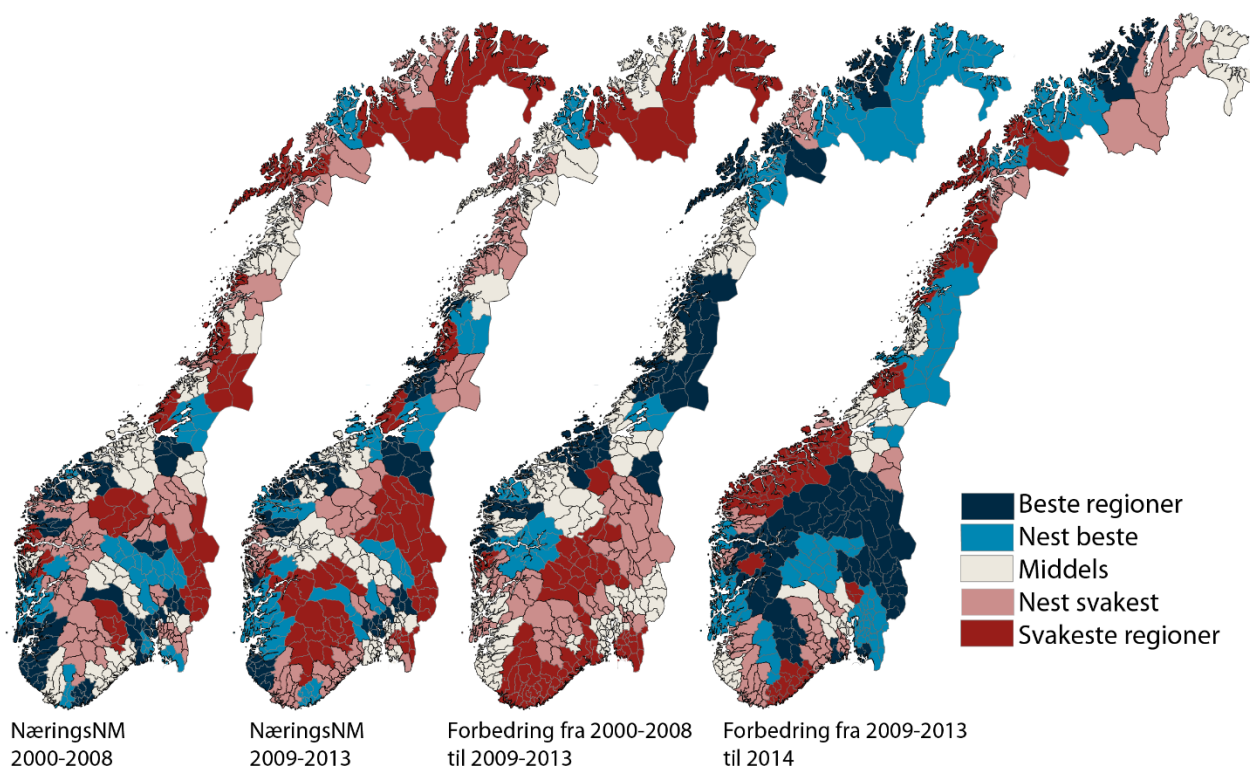 Beste regioner
Nest beste
Middels
Nest svakest
Svakeste regioner
NæringsNM
2000-2008
NæringsNM
2009-2013
Forbedring fra 2000-2008
til 2009-2013
Forbedring fra 2009-2013
til 2014